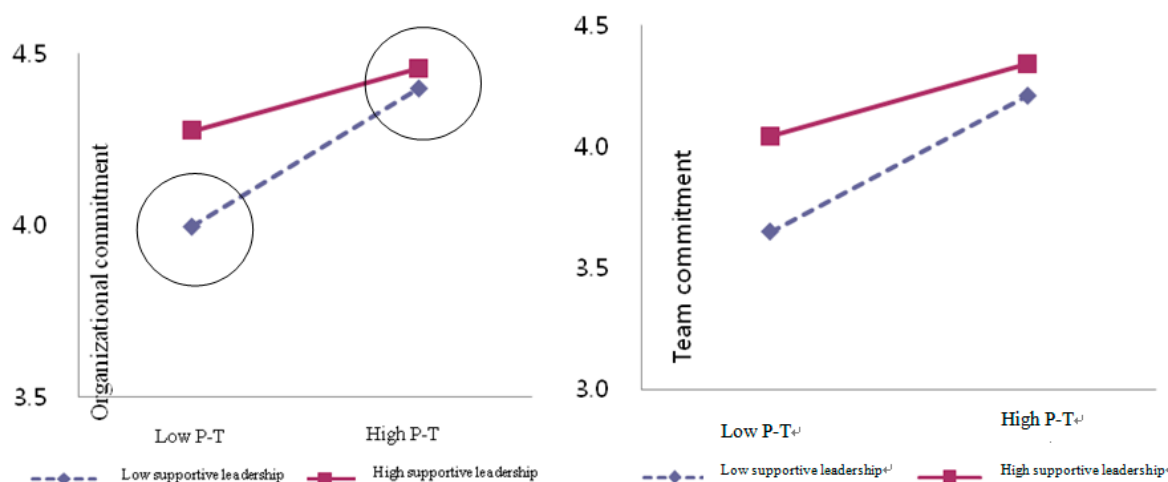 4.5
4.0
3.5
Organizational commitment
Low P-T
High P-T
Low supportive leadership
High supportive leadership
4.5
4.0
3.5
3.0
Team commitment
Low P-T↵
High P-T↵
Low supportive leadership↵
High supportive leadership↵